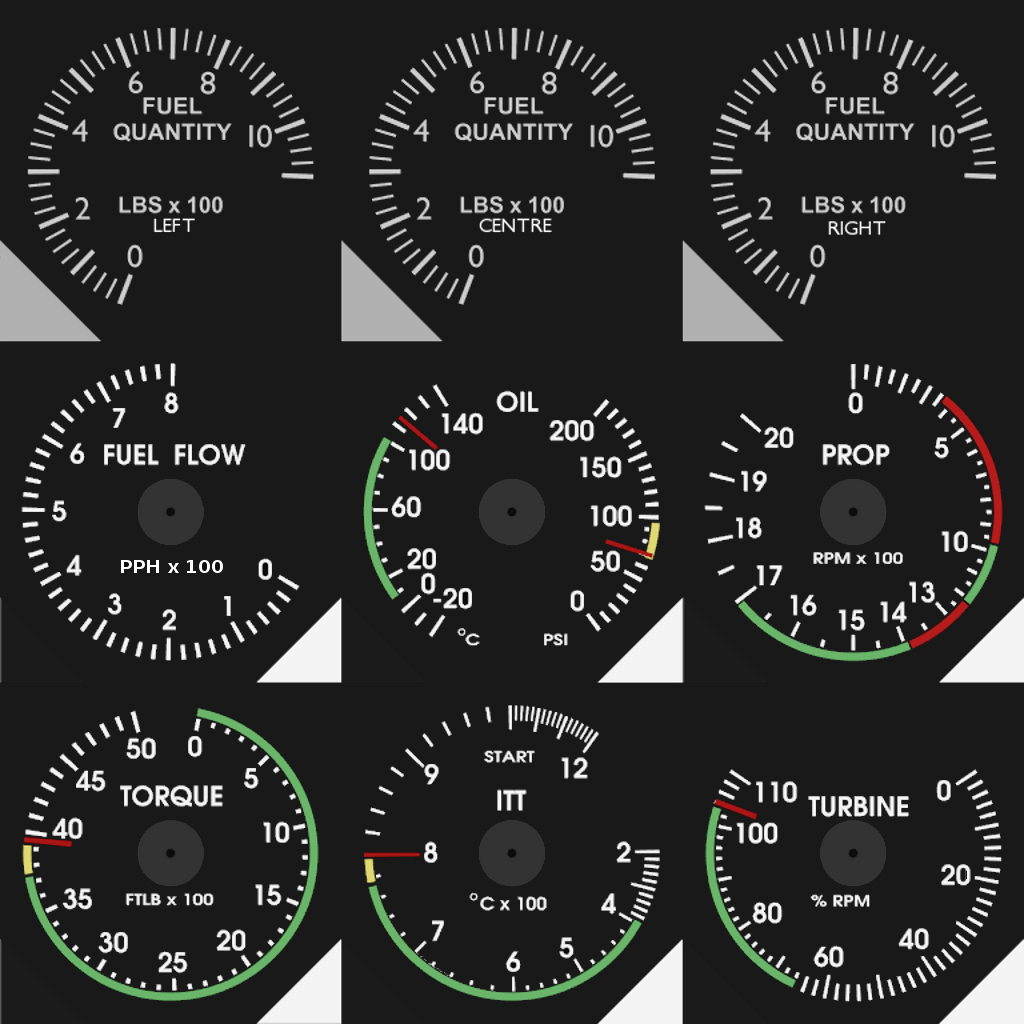 6 8
FUEL
4 QUANTITY 10
2 LBS x 100
LEFT
0
6 8
FUEL
4 QUANTITY 10
2 LBS x 100
CENTRE
0
6 8
FUEL
4 QUANTITY 10
2 LBS x 100
RIGHT
0
8
7
6 FUEL FLOW
5
4 PPH x 100 0
3 1
2
OIL
140 200
100 150
60 100
20 50
0
-20 0
°C PSI
0
20 5
PROP
19
18 10
RPM x 100
17 13
16 14
15
50 0
45 5
TORQUE
40 10
35 FTLB x 100 15
30 20
25
START
9 12
ITT
8 2
°C x 100 4
7 5
6
110 0
TURBINE
100
20
80 % RPM
60 40